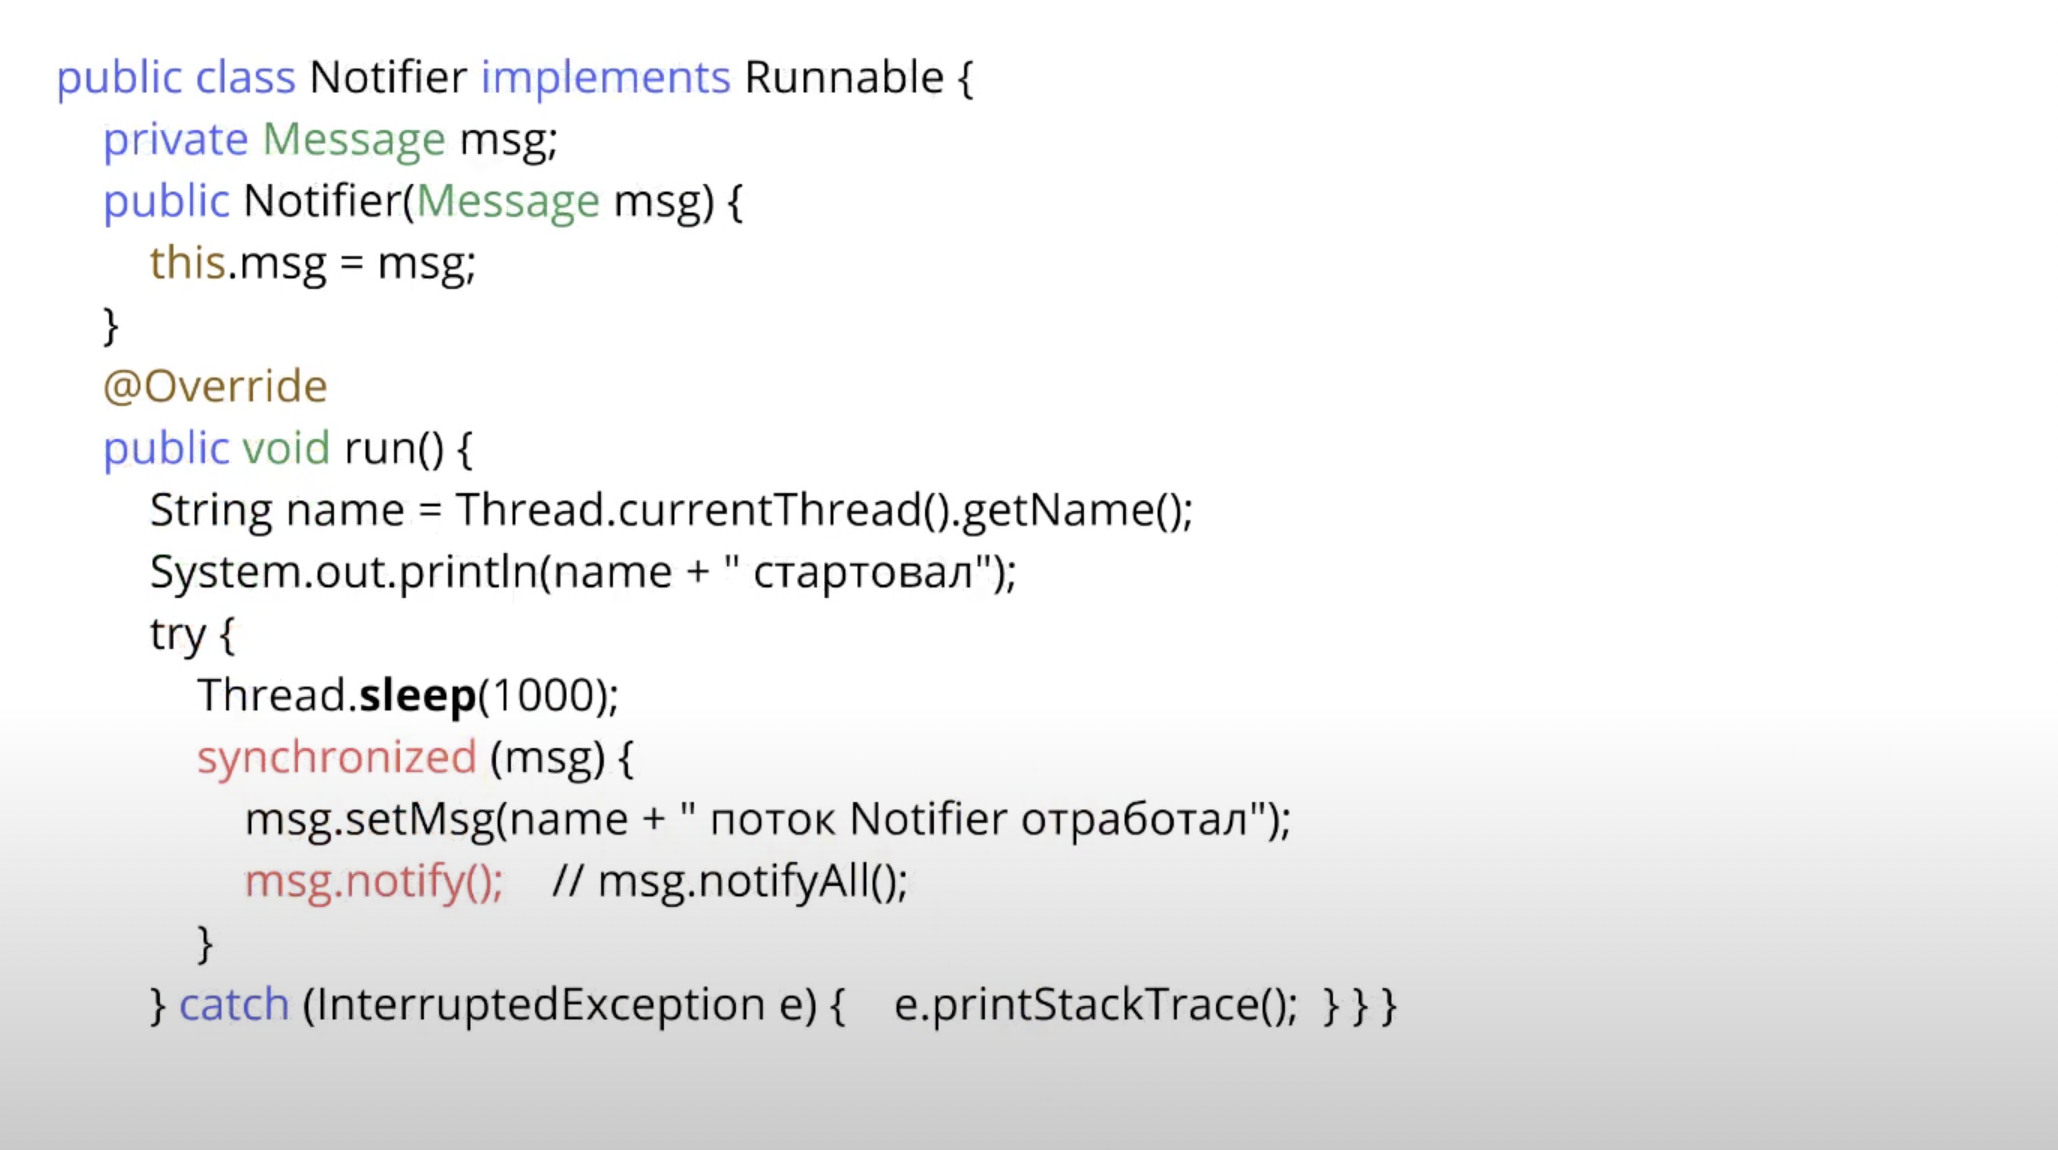 public class Notifier implements Runnable {
private Message msg;
public Notifier(Message msg) {
this.msg = msg;
}
@Override
public void run() {
String name = Thread.currentThread().getName();
System.out.println(name + " стартовал");
try {
Thread.sleep(1000);
synchronized (msg) {
msg.setMsg(name + " поток Notifier отработал");
msg.notify();    // msg.notifyAll();
}
} catch (InterruptedException e) {    e.printStackTrace();  } } }